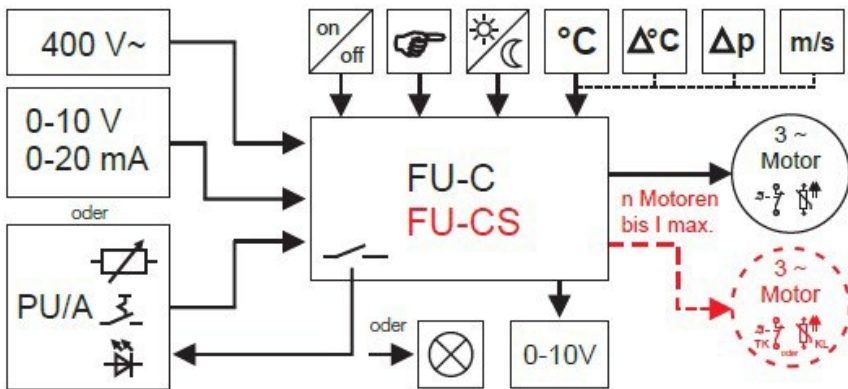 400 V~
on
off
°C
Δ°C
Δp
m/s
0-10 V
0-20 mA
oder
PU/A
FU-C
FU-CS
3 ~
Motor
n Motoren
bis I max.
3 ~
Motor
TK
oder
KL
oder
0-10V